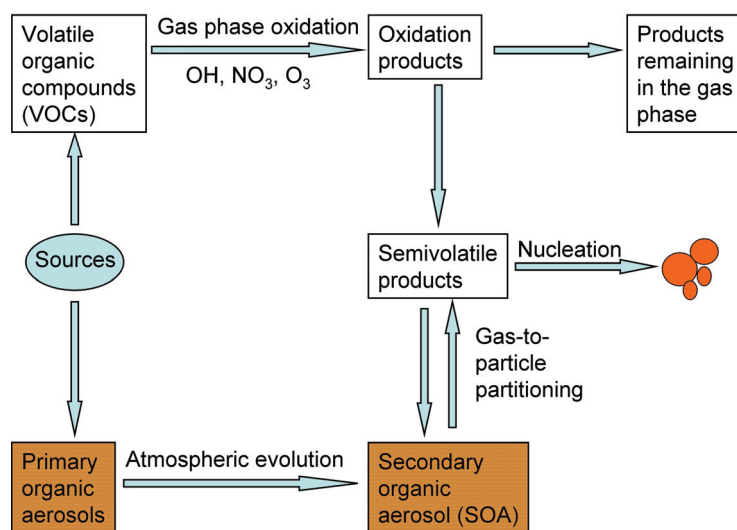 Volatile
organic
compounds
(VOCs)
Gas phase oxidation
OH, NO₃, O₃
Oxidation
products
Products
remaining
in the gas
phase
Sources
Semivolatile
products
Nucleation
Gas-to-
particle
partitioning
Primary
organic
aerosols
Atmospheric evolution
Secondary
organic
aerosol (SOA)